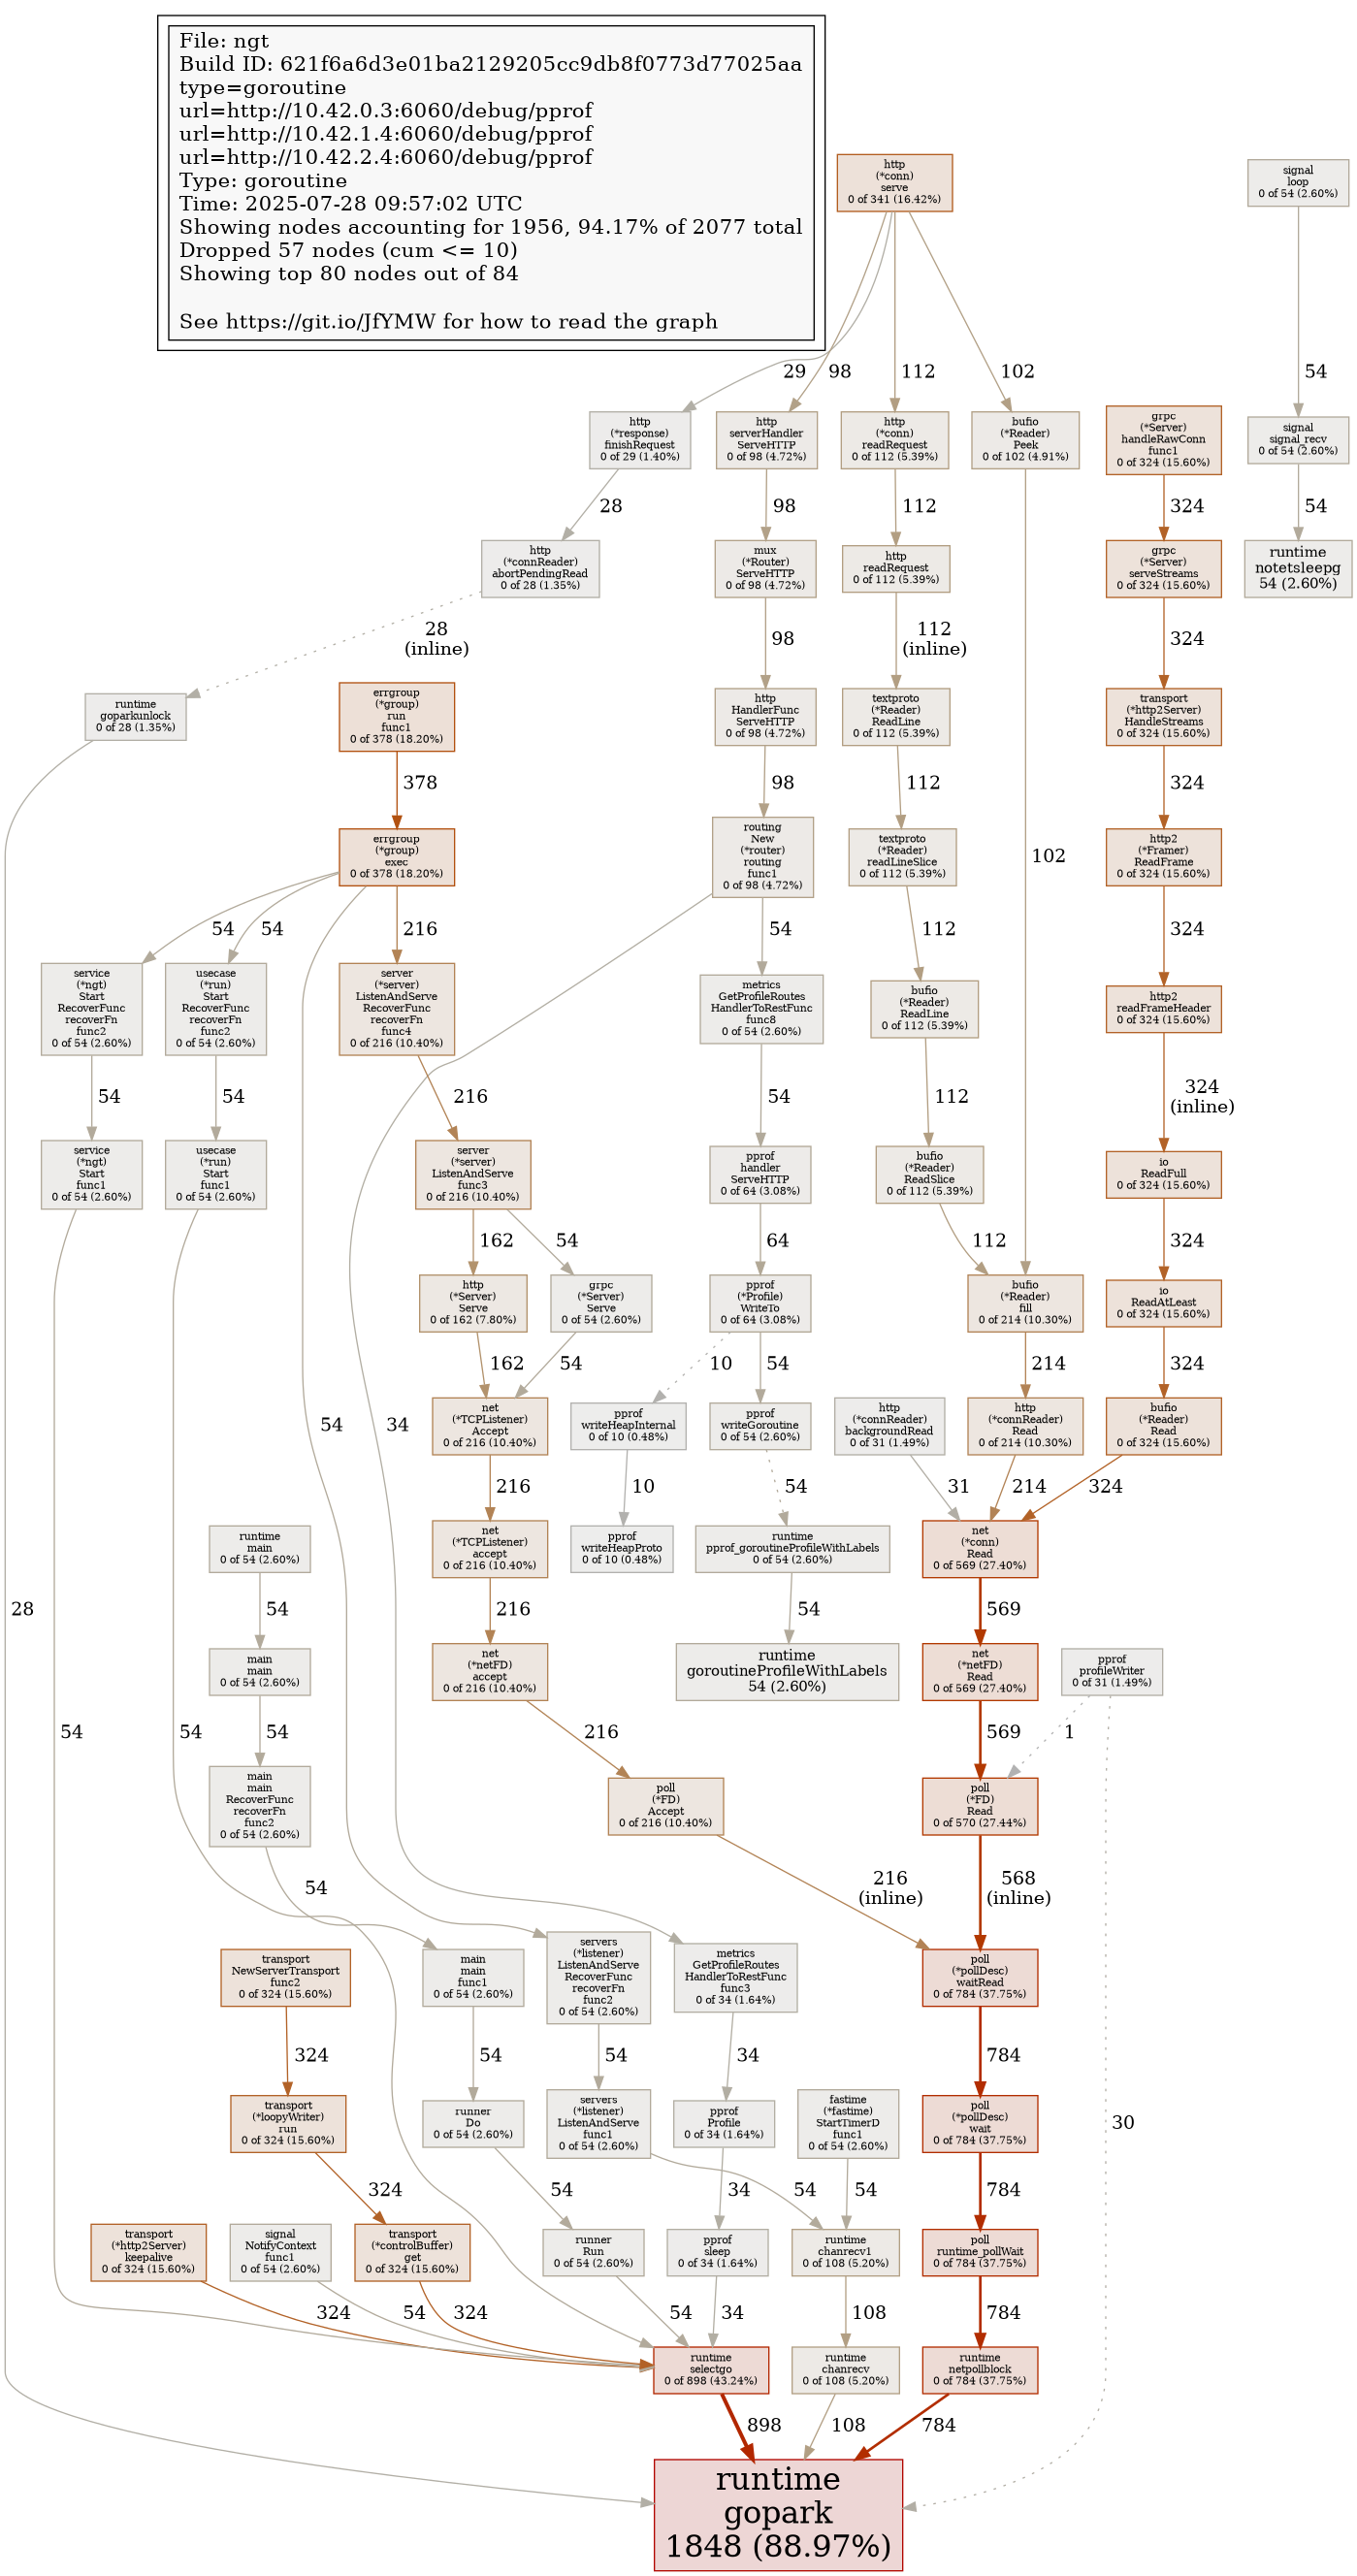 File: ngt
Build ID: 621f6a6d3e01ba2129205cc9db8f0773d77025aa
type=goroutine
url=http://10.42.0.3:6060/debug/pprof
url=http://10.42.1.4:6060/debug/pprof
url=http://10.42.2.4:6060/debug/pprof
Type: goroutine
Time: 2025-07-28 09:57:02 UTC
Showing nodes accounting for 1956, 94.17% of 2077 total
Dropped 57 nodes (cum <= 10)
Showing top 80 nodes out of 84
See https://git.io/JfYMW for how to read the graph
http
(*conn)
serve
0 of 341 (16.42%)
signal
loop
0 of 54 (2.60%)
29
98
112
102
54
http
(*response)
finishRequest
0 of 29 (1.40%)
http
serverHandler
ServeHTTP
0 of 98 (4.72%)
http
(*conn)
readRequest
0 of 112 (5.39%)
bufio
(*Reader)
Peek
0 of 102 (4.91%)
grpc
(*Server)
handleRawConn
func1
0 of 324 (15.60%)
signal
signal_recv
0 of 54 (2.60%)
28
98
112
324
54
http
(*connReader)
abortPendingRead
0 of 28 (1.35%)
mux
(*Router)
ServeHTTP
0 of 98 (4.72%)
http
readRequest
0 of 112 (5.39%)
grpc
(*Server)
serveStreams
0 of 324 (15.60%)
runtime
notetsleepg
54 (2.60%)
28
(inline)
98
112
(inline)
324
runtime
goparkunlock
0 of 28 (1.35%)
errgroup
(*group)
run
func1
0 of 378 (18.20%)
http
HandlerFunc
ServeHTTP
0 of 98 (4.72%)
textproto
(*Reader)
ReadLine
0 of 112 (5.39%)
transport
(*http2Server)
HandleStreams
0 of 324 (15.60%)
378
98
112
324
errgroup
(*group)
exec
0 of 378 (18.20%)
routing
New
(*router)
routing
func1
0 of 98 (4.72%)
textproto
(*Reader)
readLineSlice
0 of 112 (5.39%)
102
http2
(*Framer)
ReadFrame
0 of 324 (15.60%)
54
54
216
54
112
324
service
(*ngt)
Start
RecoverFunc
recoverFn
func2
0 of 54 (2.60%)
usecase
(*run)
Start
RecoverFunc
recoverFn
func2
0 of 54 (2.60%)
server
(*server)
ListenAndServe
RecoverFunc
recoverFn
func4
0 of 216 (10.40%)
metrics
GetProfileRoutes
HandlerToRestFunc
func8
0 of 54 (2.60%)
bufio
(*Reader)
ReadLine
0 of 112 (5.39%)
http2
readFrameHeader
0 of 324 (15.60%)
54
54
216
54
112
324
(inline)
service
(*ngt)
Start
func1
0 of 54 (2.60%)
usecase
(*run)
Start
func1
0 of 54 (2.60%)
server
(*server)
ListenAndServe
func3
0 of 216 (10.40%)
pprof
handler
ServeHTTP
0 of 64 (3.08%)
bufio
(*Reader)
ReadSlice
0 of 112 (5.39%)
io
ReadFull
0 of 324 (15.60%)
162
54
64
112
324
http
(*Server)
Serve
0 of 162 (7.80%)
grpc
(*Server)
Serve
0 of 54 (2.60%)
pprof
(*Profile)
WriteTo
0 of 64 (3.08%)
bufio
(*Reader)
fill
0 of 214 (10.30%)
io
ReadAtLeast
0 of 324 (15.60%)
162
54
10
54
214
324
54
34
net
(*TCPListener)
Accept
0 of 216 (10.40%)
pprof
writeHeapInternal
0 of 10 (0.48%)
pprof
writeGoroutine
0 of 54 (2.60%)
http
(*connReader)
backgroundRead
0 of 31 (1.49%)
http
(*connReader)
Read
0 of 214 (10.30%)
bufio
(*Reader)
Read
0 of 324 (15.60%)
216
10
54
31
214
324
runtime
main
0 of 54 (2.60%)
net
(*TCPListener)
accept
0 of 216 (10.40%)
pprof
writeHeapProto
0 of 10 (0.48%)
runtime
pprof_goroutineProfileWithLabels
0 of 54 (2.60%)
net
(*conn)
Read
0 of 569 (27.40%)
28
54
216
54
569
main
main
0 of 54 (2.60%)
net
(*netFD)
accept
0 of 216 (10.40%)
runtime
goroutineProfileWithLabels
54 (2.60%)
net
(*netFD)
Read
0 of 569 (27.40%)
pprof
profileWriter
0 of 31 (1.49%)
54
54
54
216
569
1
main
main
RecoverFunc
recoverFn
func2
0 of 54 (2.60%)
poll
(*FD)
Accept
0 of 216 (10.40%)
poll
(*FD)
Read
0 of 570 (27.44%)
54
216
(inline)
568
(inline)
transport
NewServerTransport
func2
0 of 324 (15.60%)
main
main
func1
0 of 54 (2.60%)
servers
(*listener)
ListenAndServe
RecoverFunc
recoverFn
func2
0 of 54 (2.60%)
metrics
GetProfileRoutes
HandlerToRestFunc
func3
0 of 34 (1.64%)
poll
(*pollDesc)
waitRead
0 of 784 (37.75%)
324
54
54
34
784
transport
(*loopyWriter)
run
0 of 324 (15.60%)
runner
Do
0 of 54 (2.60%)
servers
(*listener)
ListenAndServe
func1
0 of 54 (2.60%)
pprof
Profile
0 of 34 (1.64%)
fastime
(*fastime)
StartTimerD
func1
0 of 54 (2.60%)
poll
(*pollDesc)
wait
0 of 784 (37.75%)
30
324
54
34
54
54
784
transport
(*http2Server)
keepalive
0 of 324 (15.60%)
signal
NotifyContext
func1
0 of 54 (2.60%)
transport
(*controlBuffer)
get
0 of 324 (15.60%)
runner
Run
0 of 54 (2.60%)
pprof
sleep
0 of 34 (1.64%)
runtime
chanrecv1
0 of 108 (5.20%)
poll
runtime_pollWait
0 of 784 (37.75%)
324
54
324
54
34
108
784
runtime
selectgo
0 of 898 (43.24%)
runtime
chanrecv
0 of 108 (5.20%)
runtime
netpollblock
0 of 784 (37.75%)
898
108
784
runtime
gopark
1848 (88.97%)